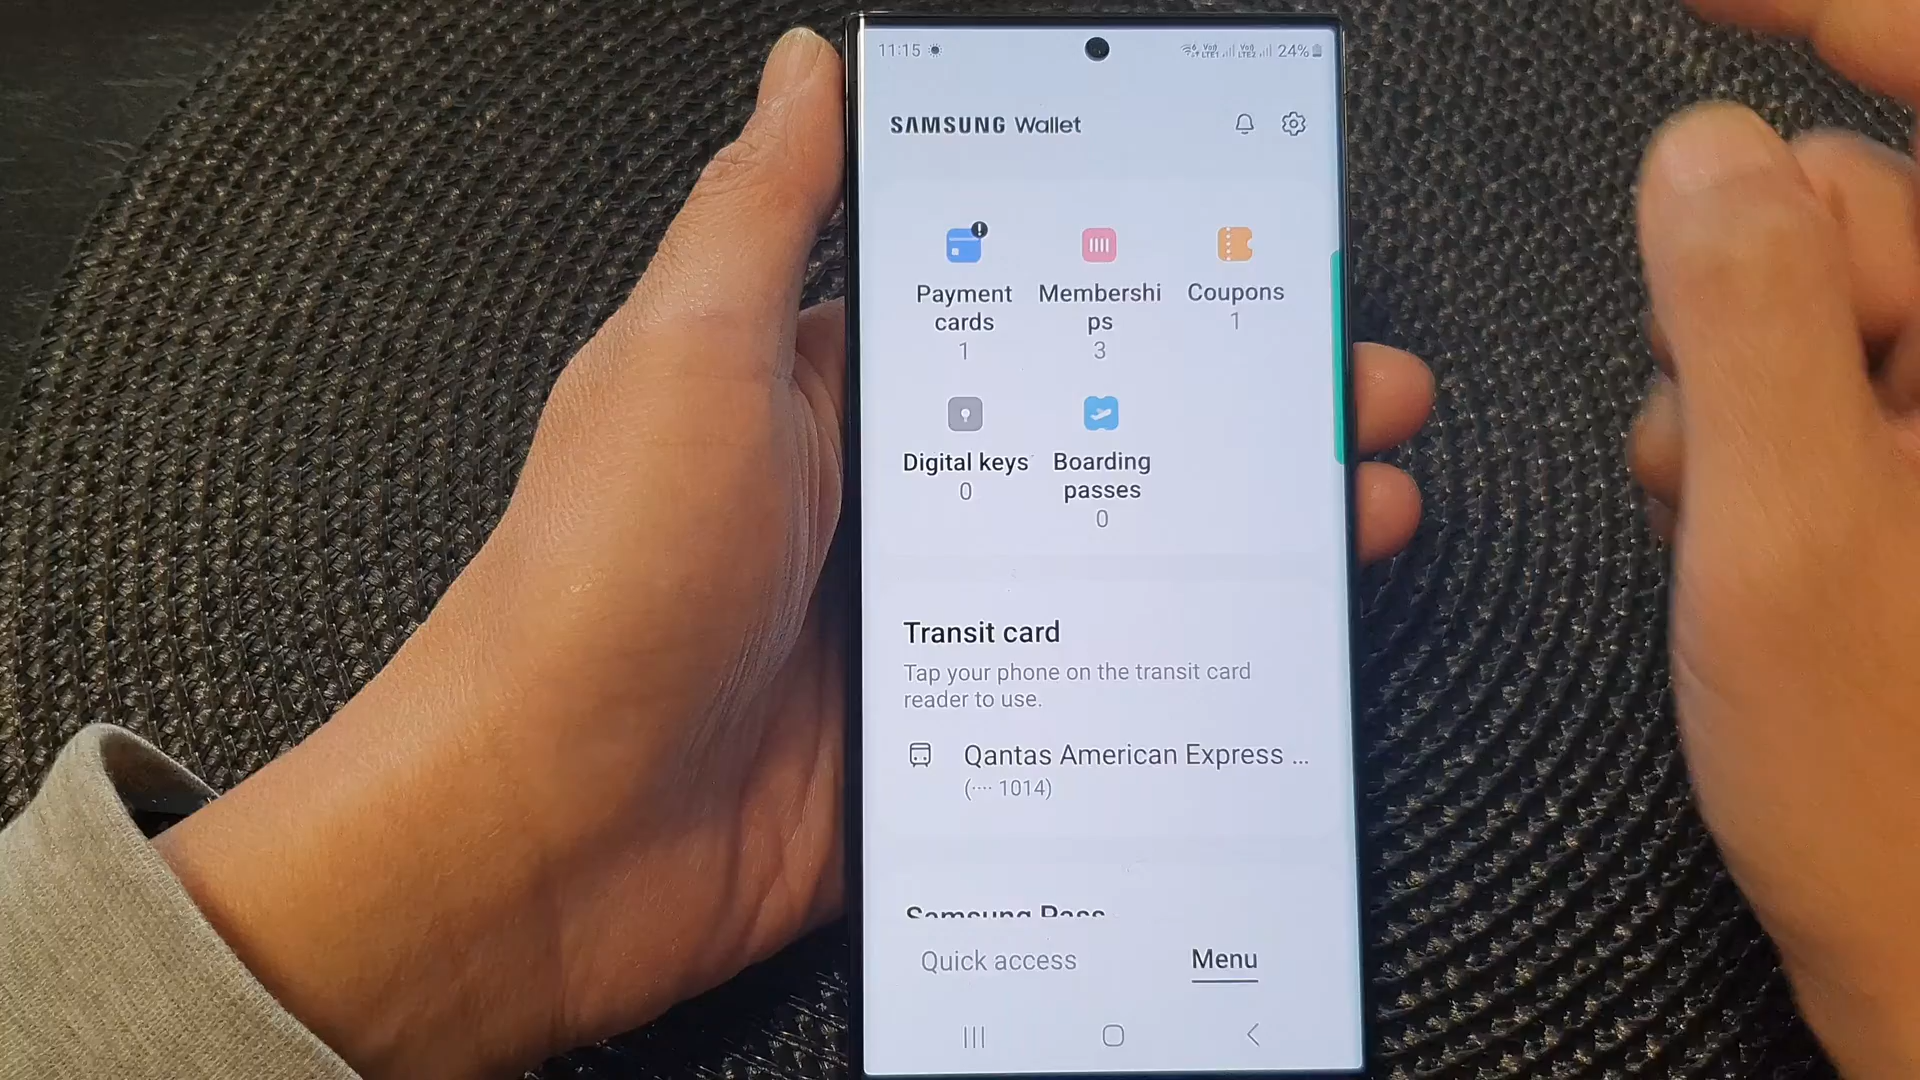 11:15 24%
SAMSUNG Wallet
Payment
cards
1
Membershi
ps
3
Coupons
1
Digital keys
0
Boarding
passes
0
Transit card
Tap your phone on the transit card
reader to use.
Qantas American Express ...
(···· 1014)
Samsung Pass
Quick access
Menu